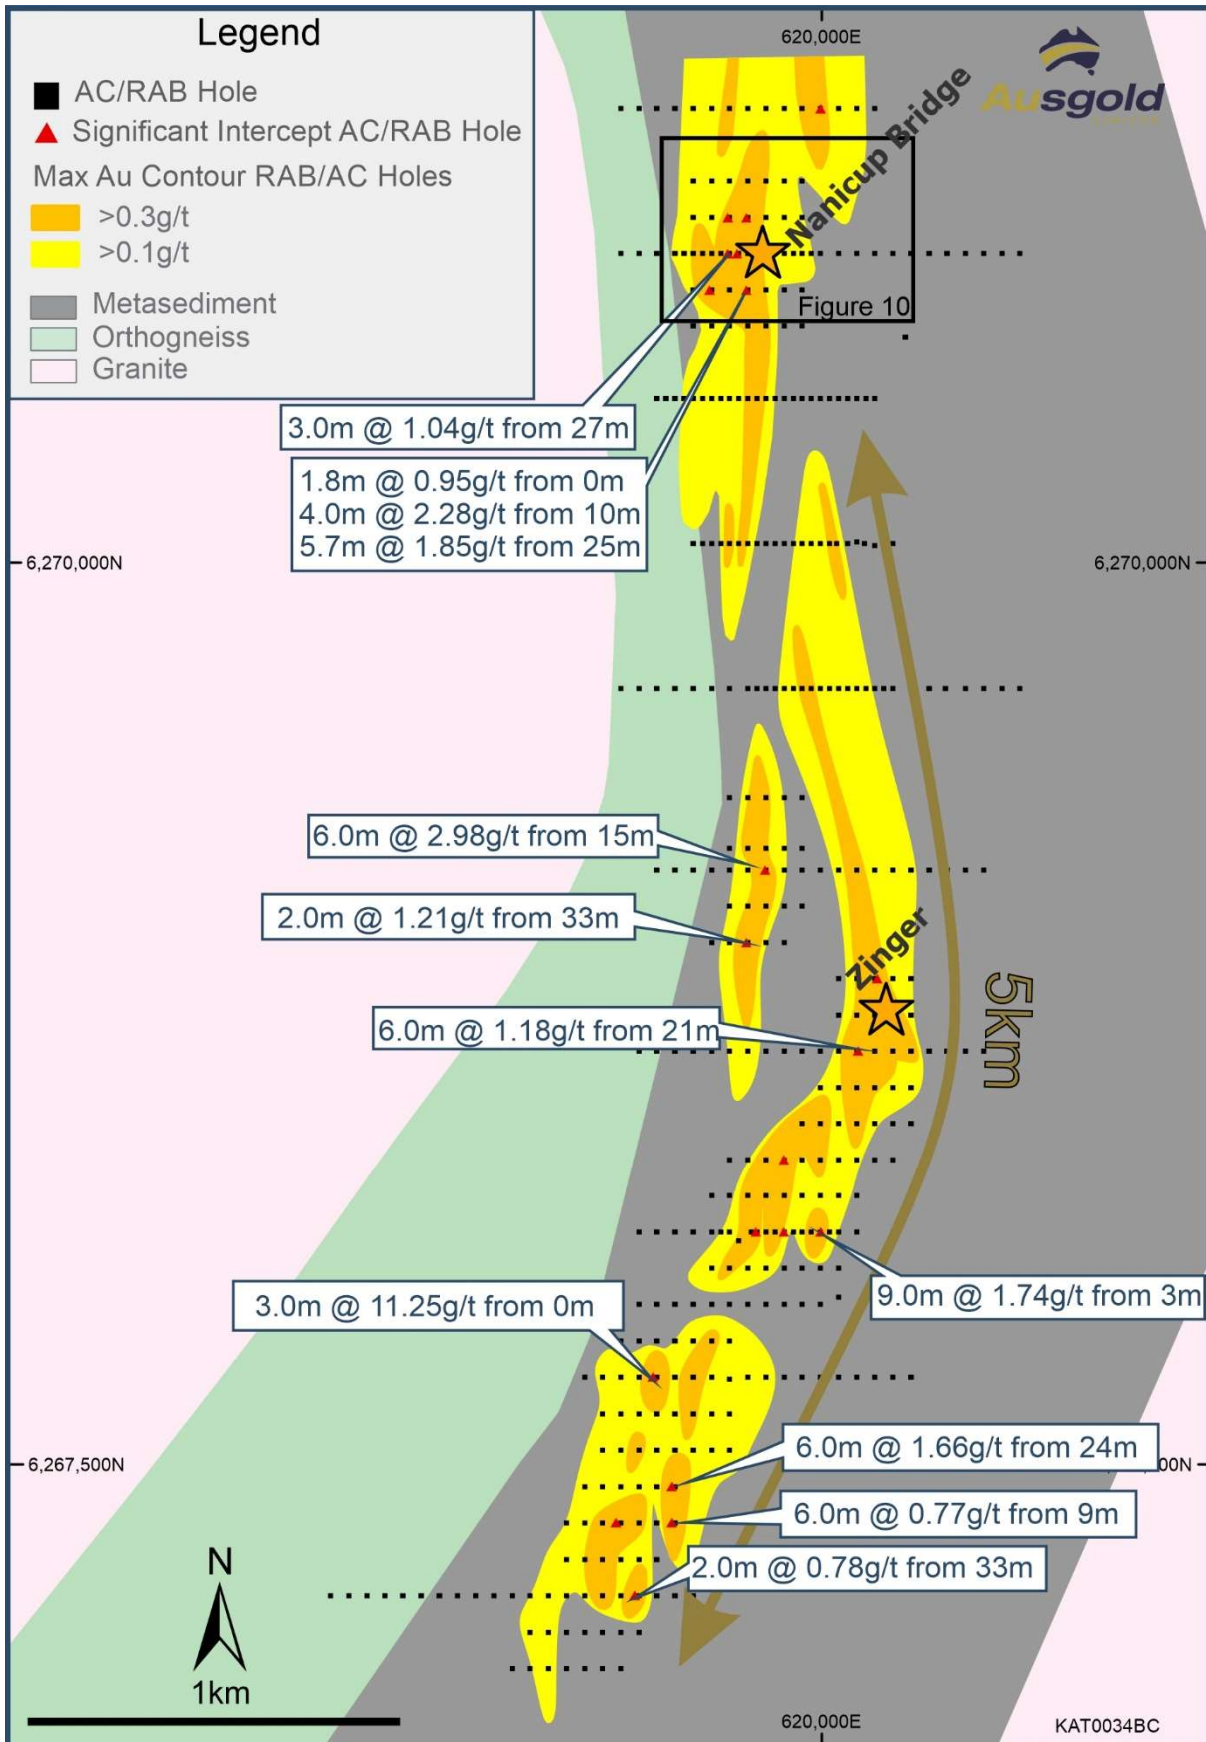 Legend
AC/RAB Hole
Significant Intercept AC/RAB Hole
Max Au Contour RAB/AC Holes
>0.3g/t
>0.1g/t
Metasediment
Orthogneiss
Granite
620,000E
Ausgold
Nanicup Bridge
Figure 10
3.0m @ 1.04g/t from 27m
1.8m @ 0.95g/t from 0m
4.0m @ 2.28g/t from 10m
5.7m @ 1.85g/t from 25m
6,270,000N
6,270,000N
6.0m @ 2.98g/t from 15m
2.0m @ 1.21g/t from 33m
Zinger
6.0m @ 1.18g/t from 21m
5km
9.0m @ 1.74g/t from 3m
3.0m @ 11.25g/t from 0m
6.0m @ 1.66g/t from 24m
6,267,500N
00N
6.0m @ 0.77g/t from 9m
2.0m @ 0.78g/t from 33m
N
1km
620,000E
KAT0034BC